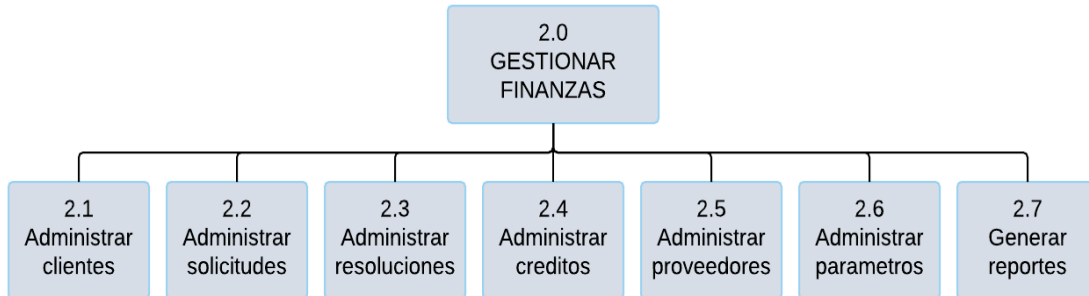 2.0
GESTIONAR
FINANZAS
2.1
Administrar
clientes
2.2
Administrar
solicitudes
2.3
Administrar
resoluciones
2.4
Administrar
creditos
2.5
Administrar
proveedores
2.6
Administrar
parametros
2.7
Generar
reportes